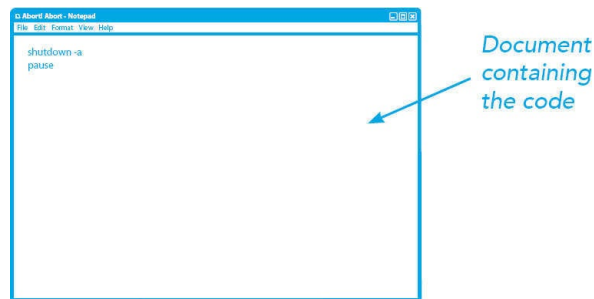 Abort! Abort - Notepad
File Edit Format View Help
shutdown -a
pause
Document
containing
the code